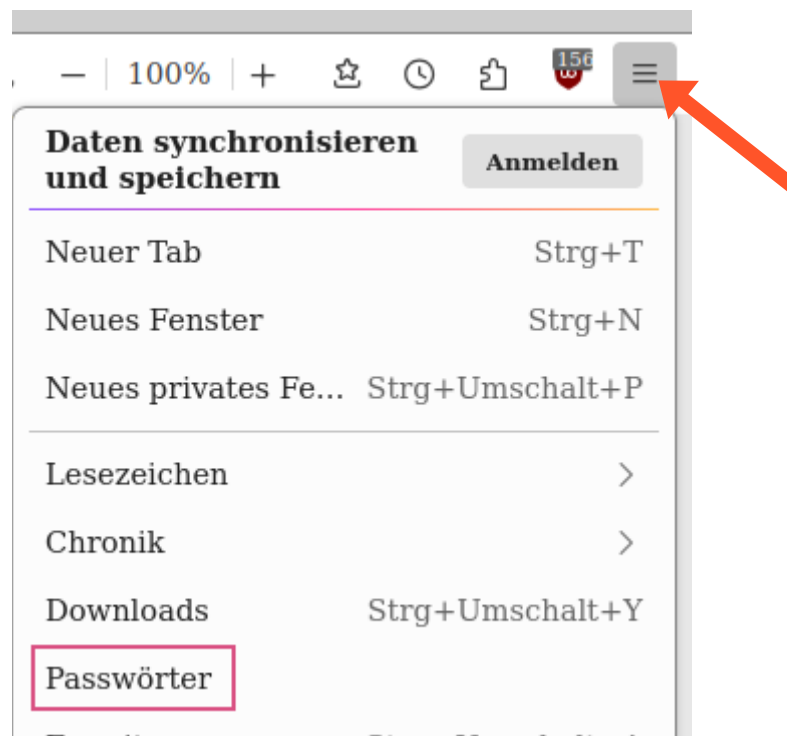 100%
156
Daten synchronisieren
und speichern
Anmelden
Neuer Tab Strg+T
Neues Fenster Strg+N
Neues privates Fe... Strg+Umschalt+P
Lesezeichen
Chronik
Downloads Strg+Umschalt+Y
Passwörter